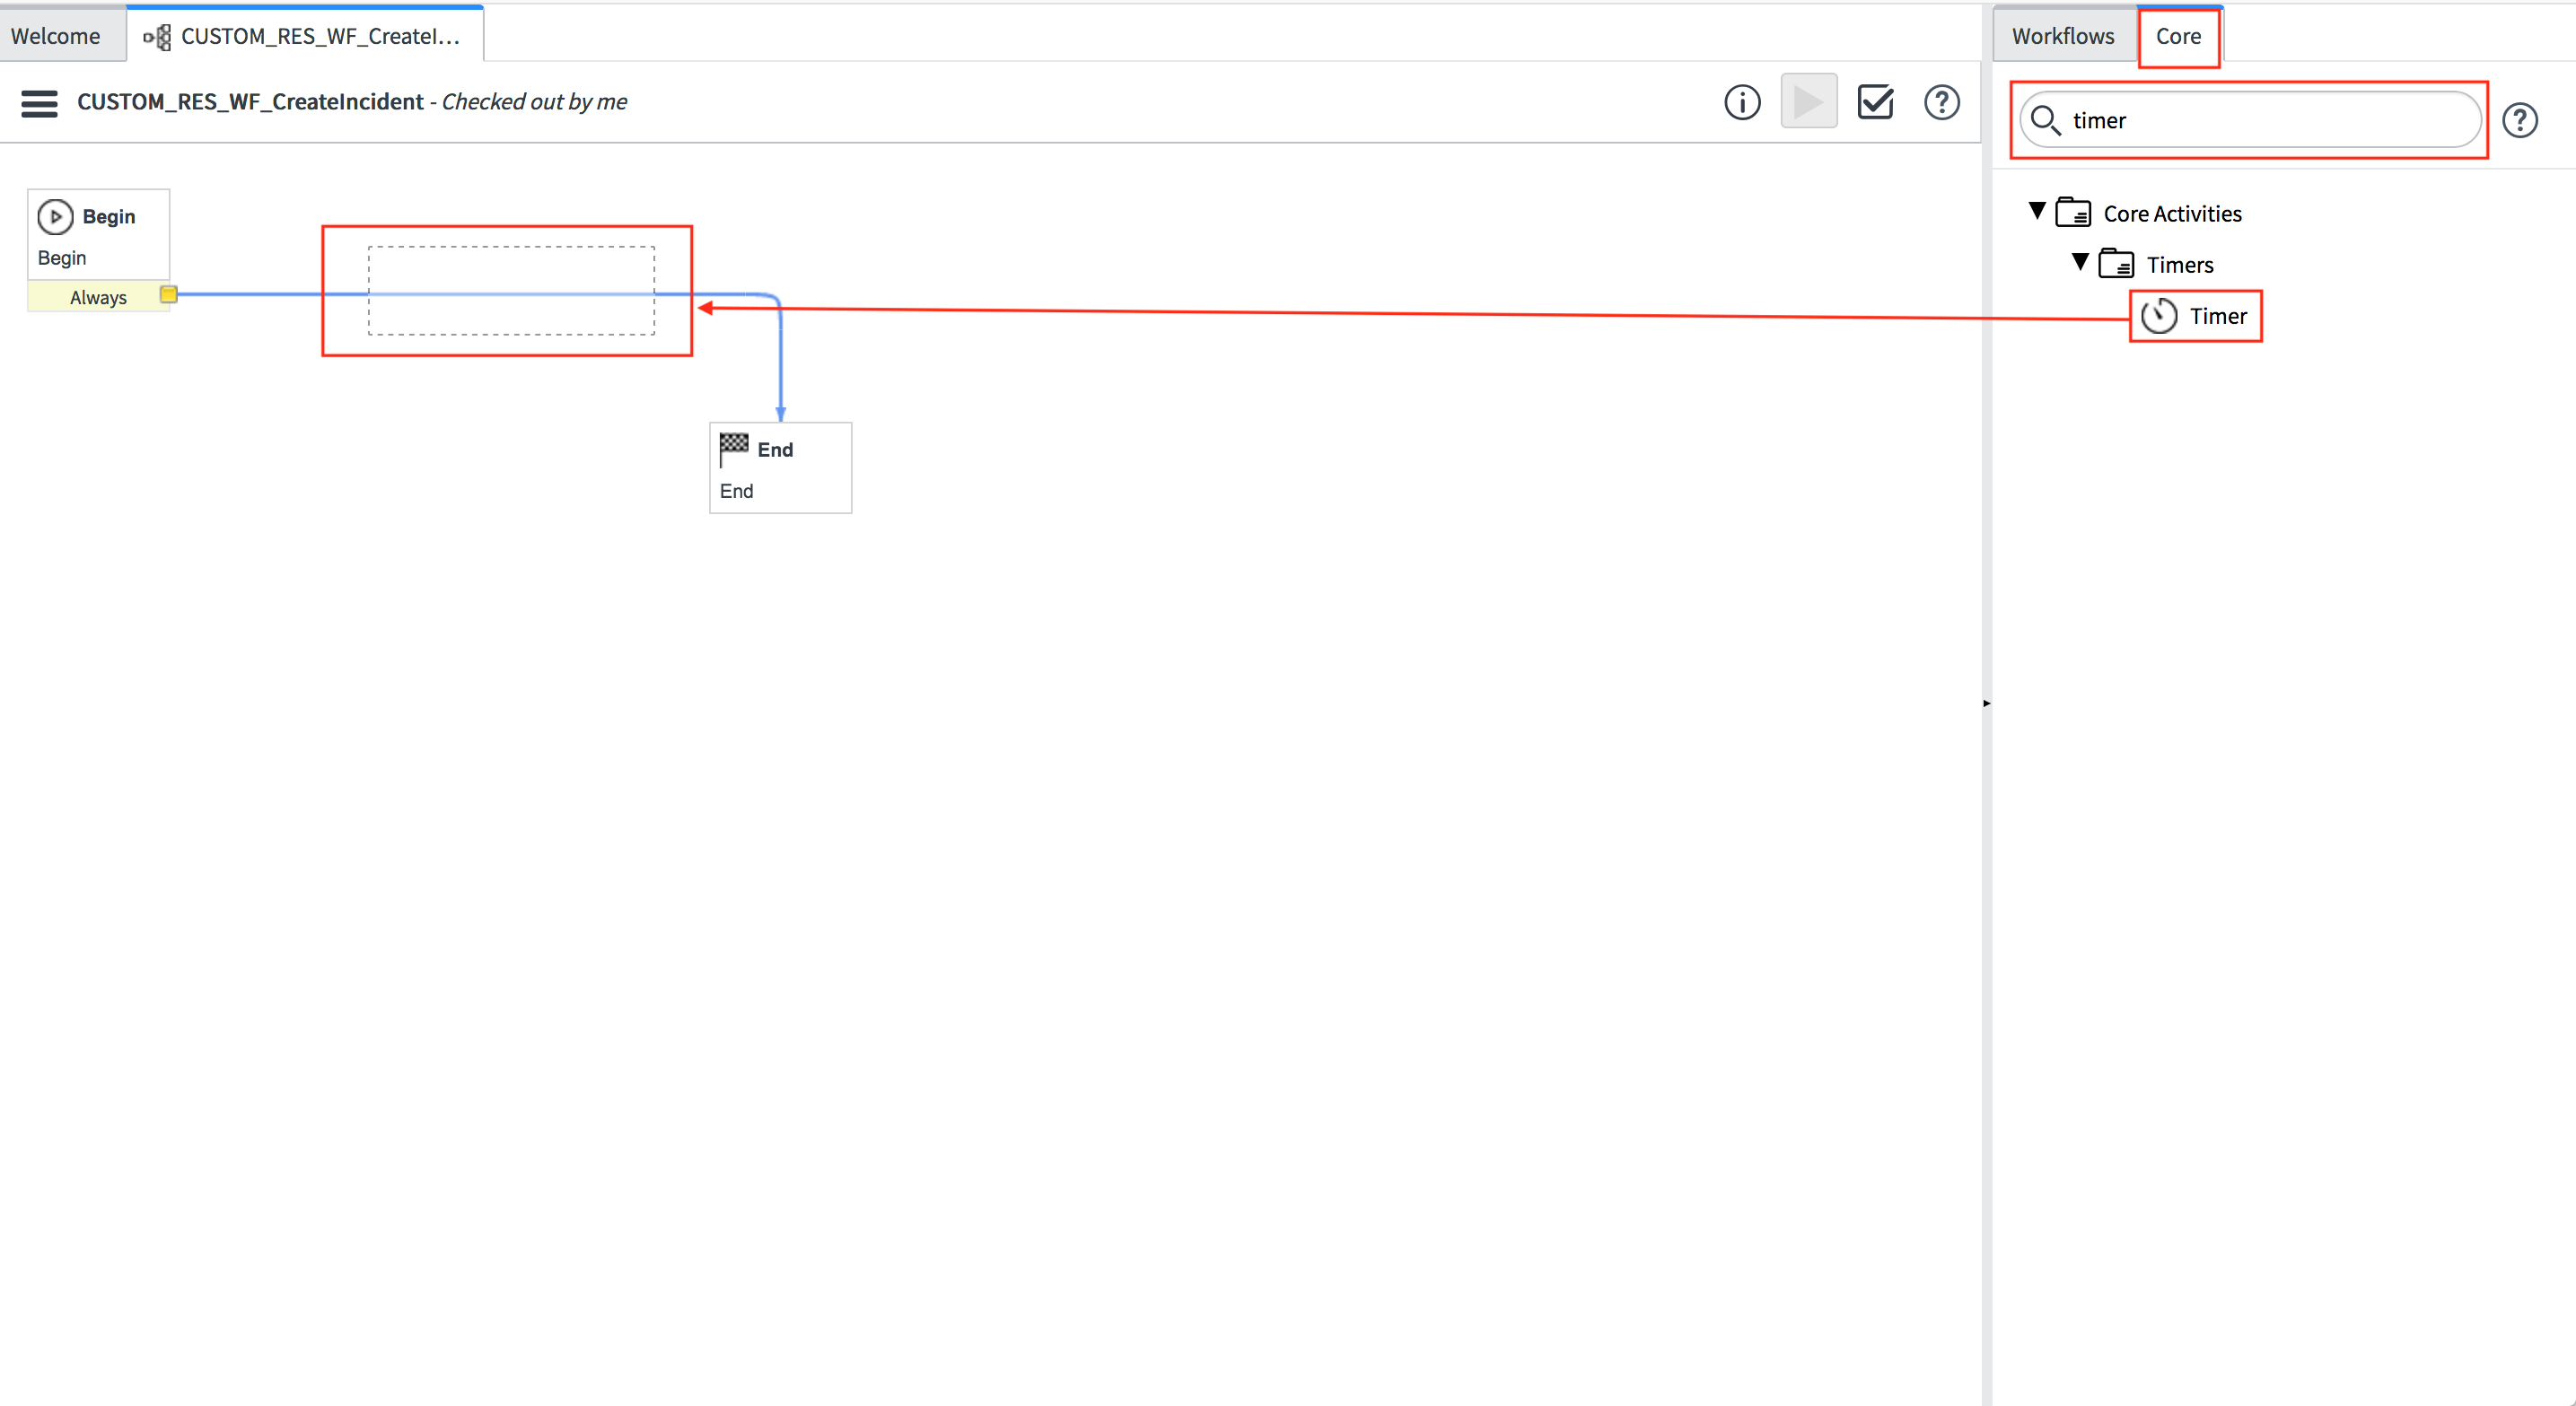 Welcome
CUSTOM_RES_WF_CreateI...
Workflows
Core
CUSTOM_RES_WF_CreateIncident - Checked out by me
timer
Begin
Begin
Always
Core Activities
Timers
Timer
End
End